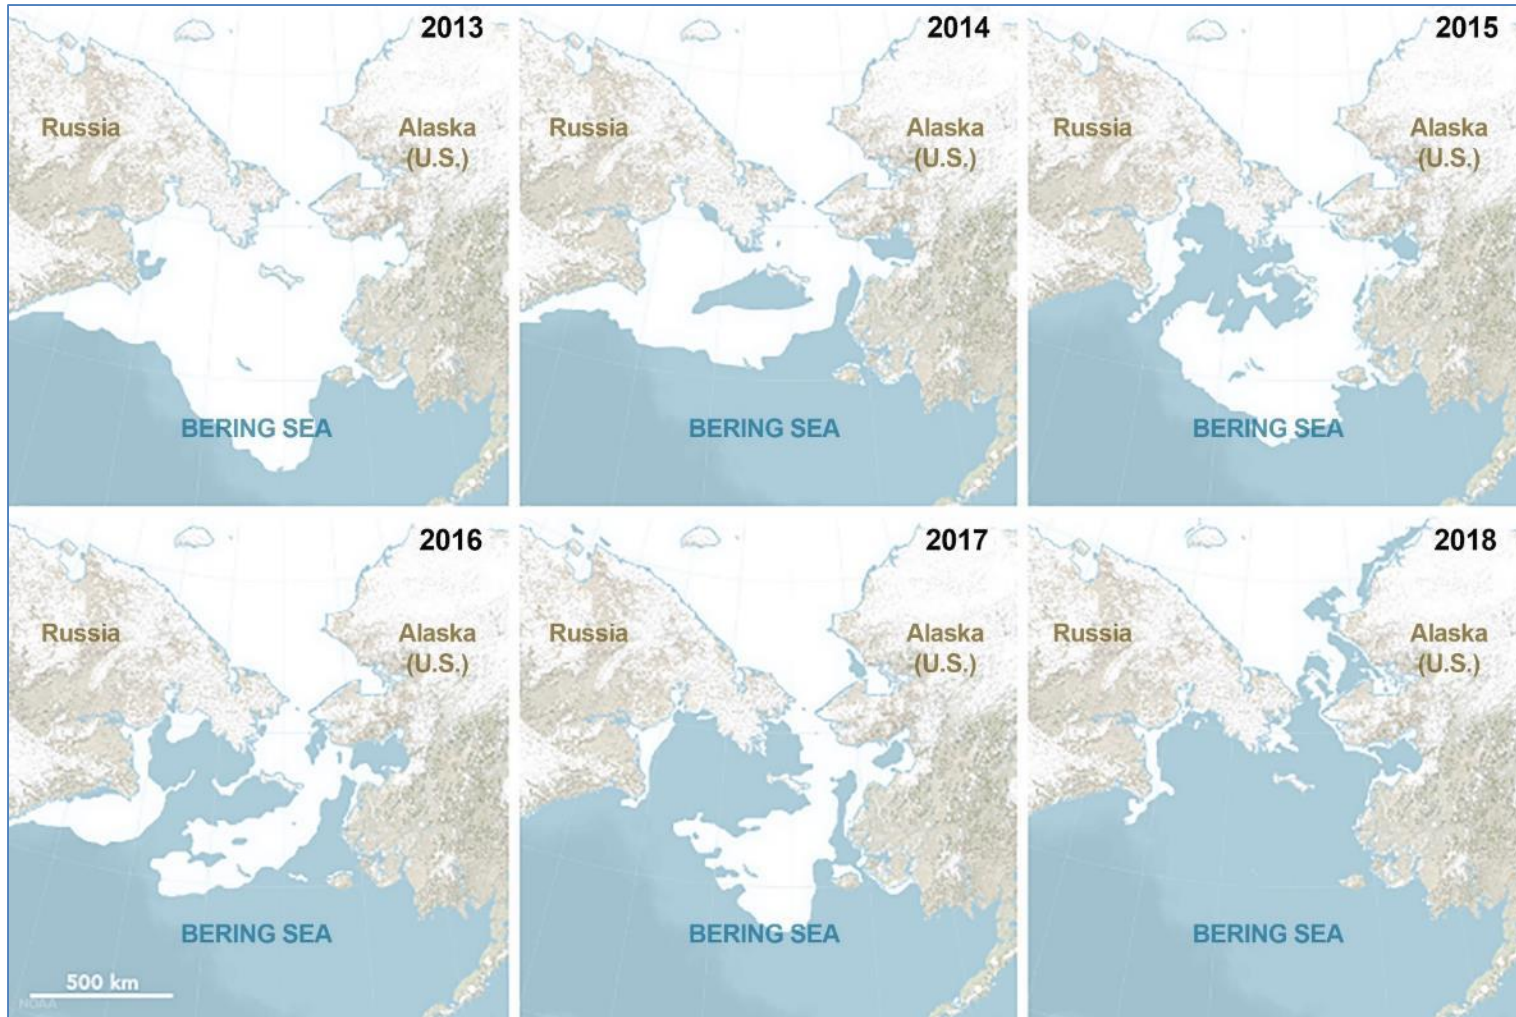 2013
Russia
Alaska
(U.S.)
BERING SEA
2014
Russia
Alaska
(U.S.)
BERING SEA
2015
Russia
Alaska
(U.S.)
BERING SEA
2016
Russia
Alaska
(U.S.)
BERING SEA
500 km
NOAA
2017
Russia
Alaska
(U.S.)
BERING SEA
2018
Russia
Alaska
(U.S.)
BERING SEA